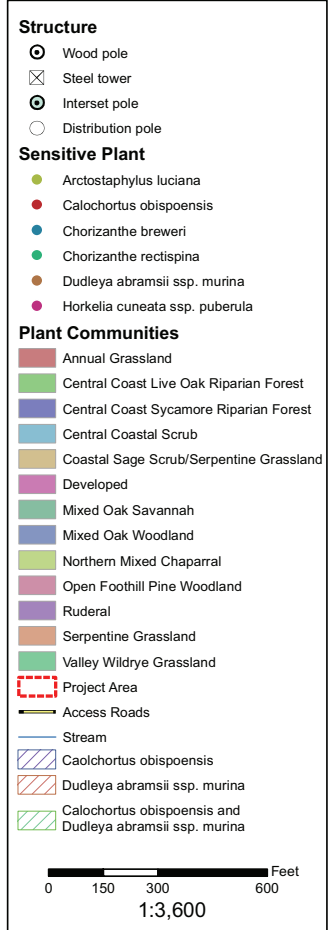 Structure
Wood pole
Steel tower
Interset pole
Distribution pole
Sensitive Plant
Arctostaphylus luciana
Calochortus obispoensis
Chorizanthe breweri
Chorizanthe rectispina
Dudleya abramsii ssp. murina
Horkelia cuneata ssp. puberula
Plant Communities
Annual Grassland
Central Coast Live Oak Riparian Forest
Central Coast Sycamore Riparian Forest
Central Coastal Scrub
Coastal Sage Scrub/Serpentine Grassland
Developed
Mixed Oak Savannah
Mixed Oak Woodland
Northern Mixed Chaparral
Open Foothill Pine Woodland
Ruderal
Serpentine Grassland
Valley Wildrye Grassland
Project Area
Access Roads
Stream
Caolchortus obispoensis
Dudleya abramsii ssp. murina
Calochortus obispoensis and
Dudleya abramsii ssp. murina
Feet
0 150 300 600
1:3,600